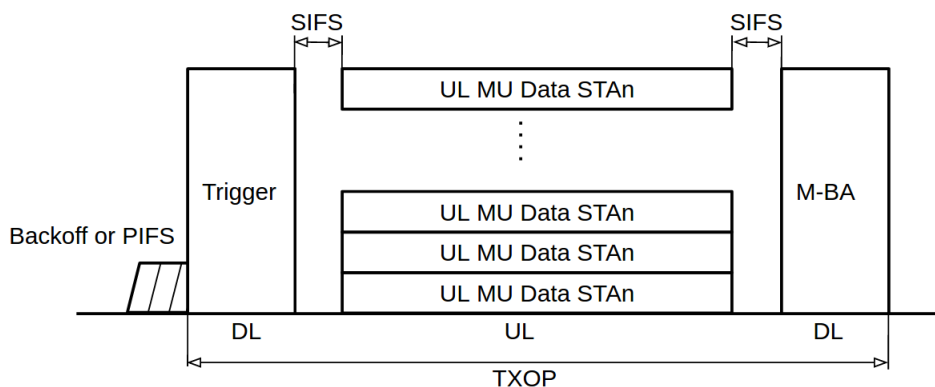 SIFS
SIFS
UL MU Data STAn
Trigger
M-BA
UL MU Data STAn
Backoff or PIFS
UL MU Data STAn
UL MU Data STAn
DL
UL
DL
TXOP